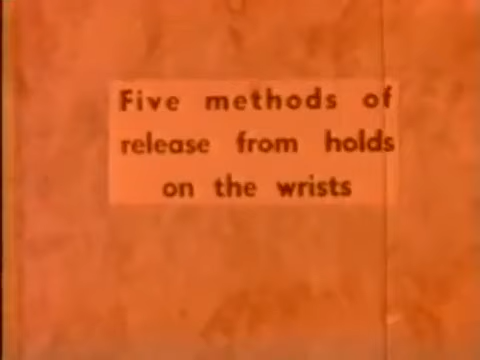 Five methods of
release from holds
on the wrists